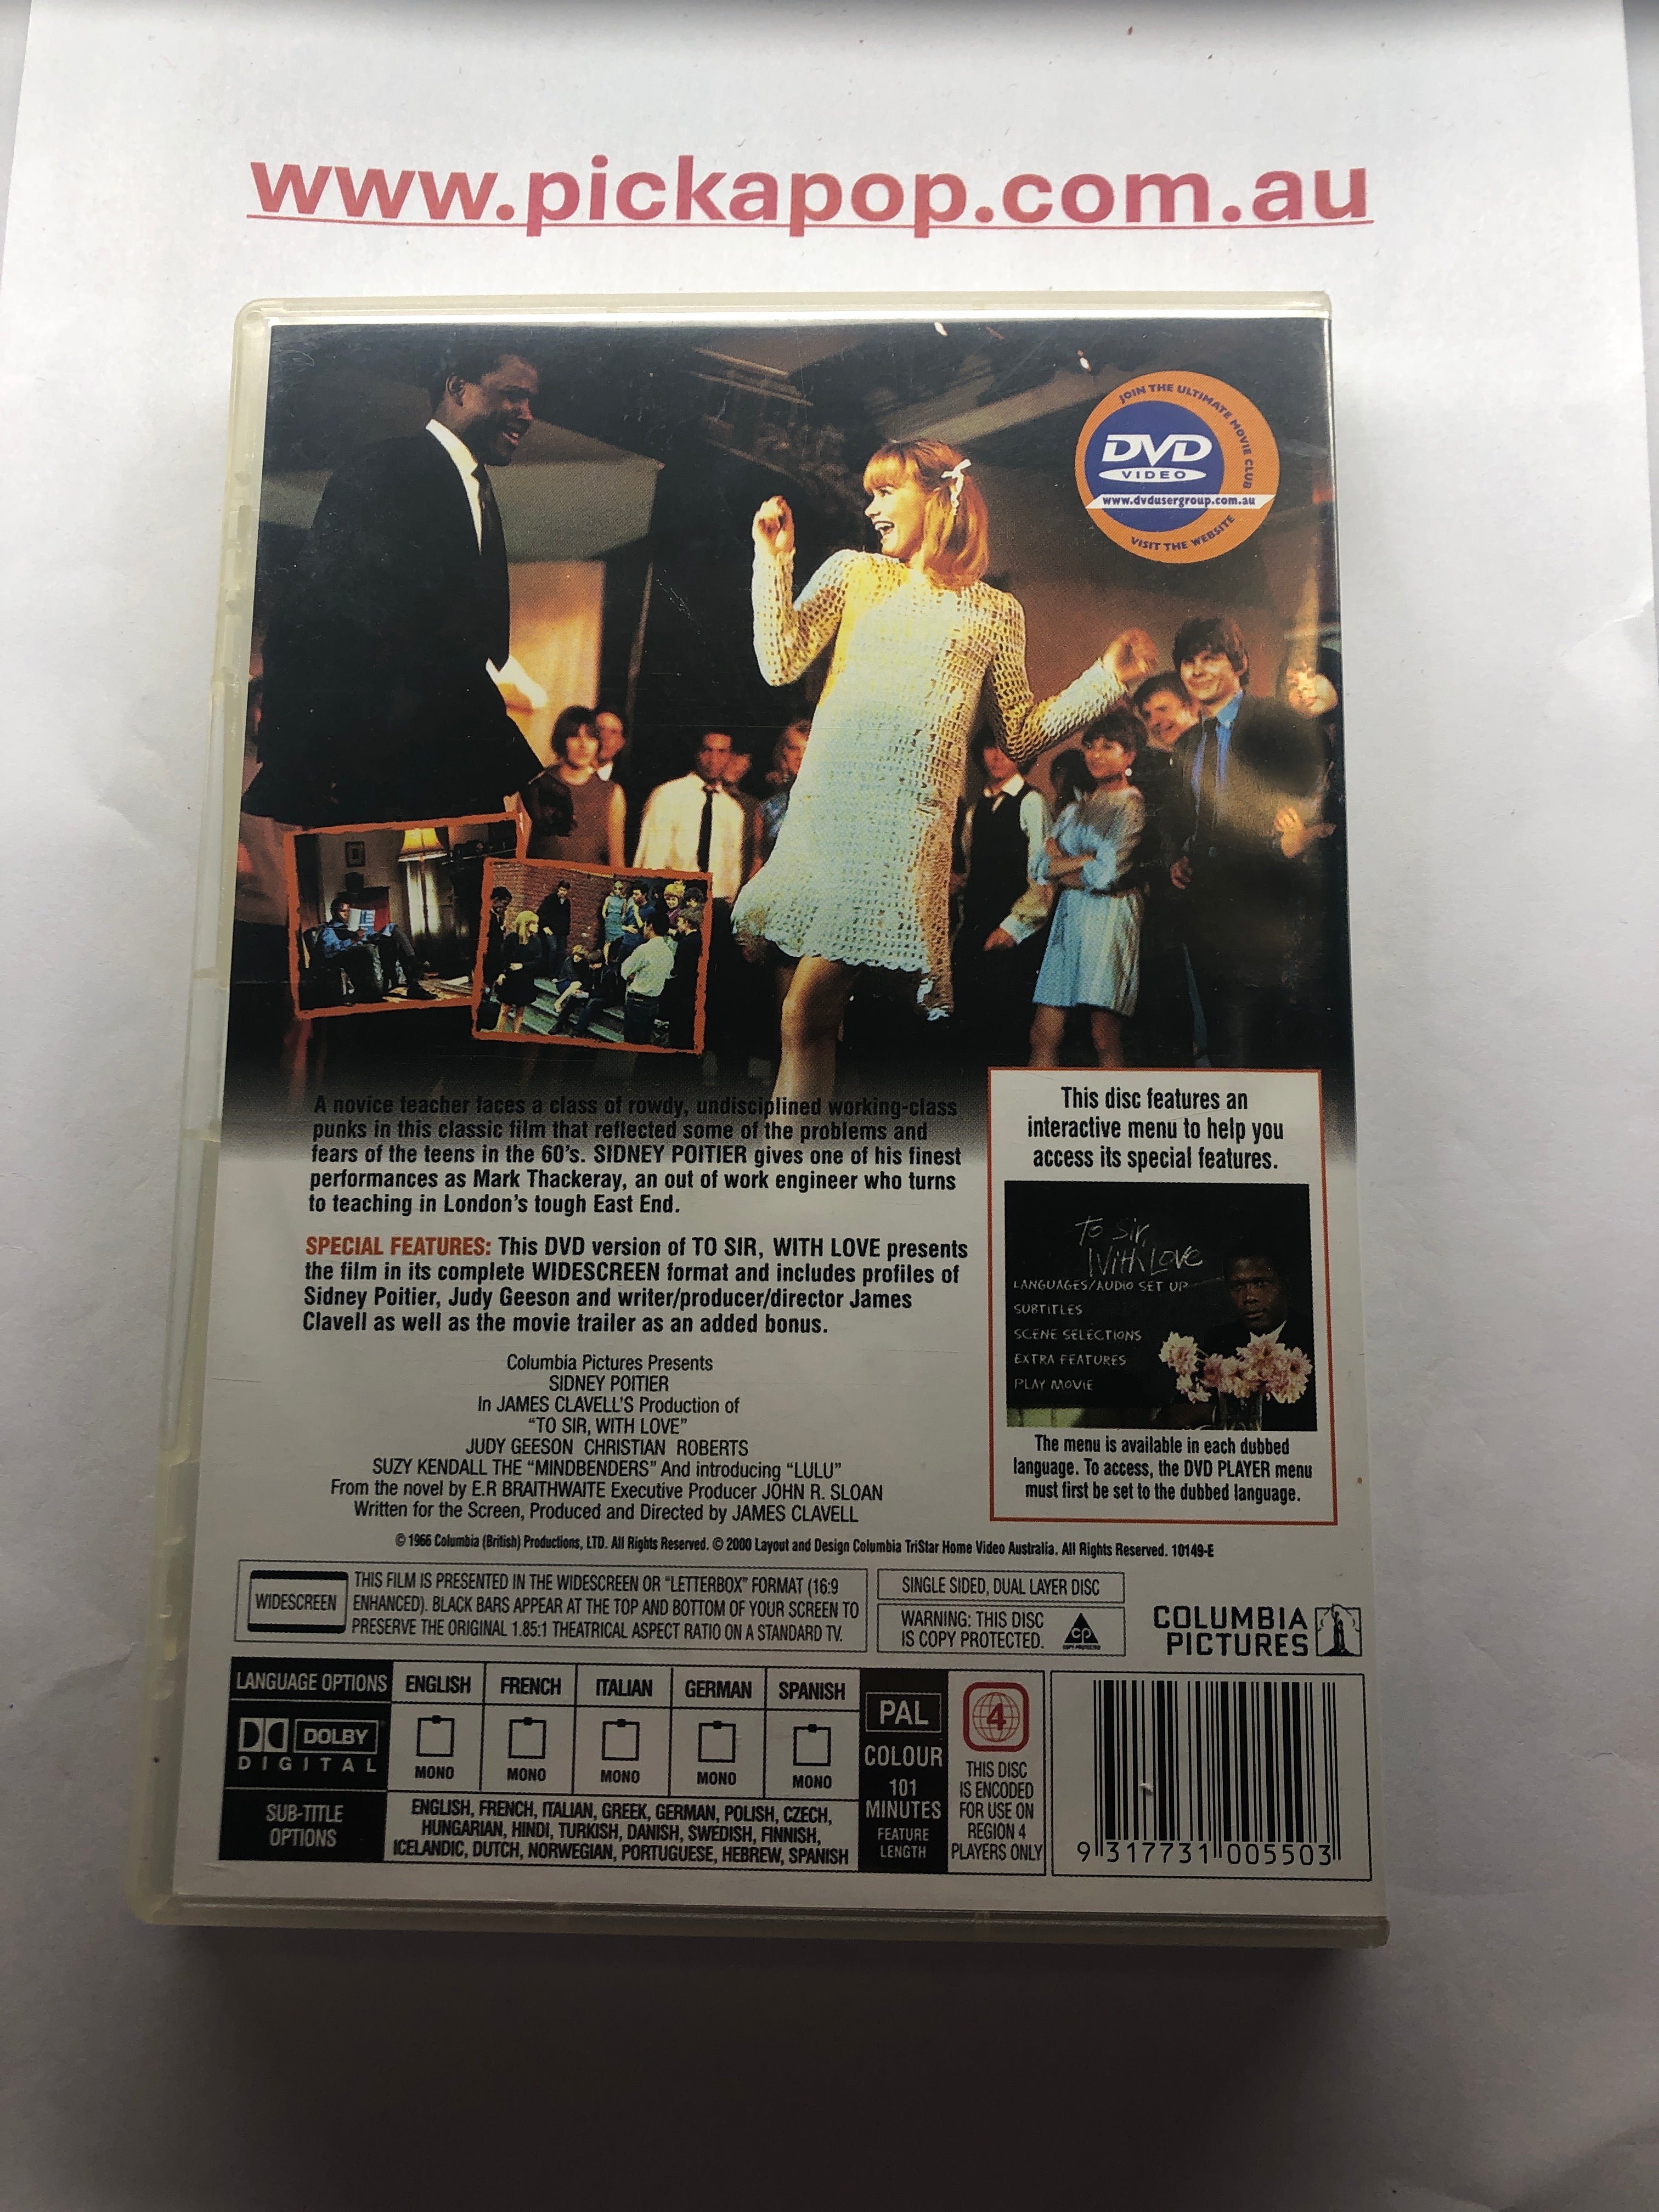 www.pickapop.com.au
JOIN THE ULTIMATE MOVIE CLUB
DVD
VIDEO
www.dvdusergroup.com.au
VISIT THE WEBSITE
A novice teacher faces a class of rowdy, undisciplined working-class
punks in this classic film that reflected some of the problems and
fears of the teens in the 60's. SIDNEY POITIER gives one of his finest
performances as Mark Thackeray, an out of work engineer who turns
to teaching in London's tough East End.
SPECIAL FEATURES: This DVD version of TO SIR, WITH LOVE presents
the film in its complete WIDESCREEN format and includes profiles of
Sidney Poitier, Judy Geeson and writer/producer/director James
Clavell as well as the movie trailer as an added bonus.
This disc features an
interactive menu to help you
access its special features.
To Sir,
With Love
LANGUAGES/AUDIO SET UP
SUBTITLES
SCENE SELECTIONS
EXTRA FEATURES
PLAY MOVIE
The menu is available in each dubbed
language. To access, the DVD PLAYER menu
must first be set to the dubbed language.
Columbia Pictures Presents
SIDNEY POITIER
In JAMES CLAVELL'S Production of
"TO SIR, WITH LOVE"
JUDY GEESON CHRISTIAN ROBERTS
SUZY KENDALL THE "MINDBENDERS" And introducing "LULU"
From the novel by E.R BRAITHWAITE Executive Producer JOHN R. SLOAN
Written for the Screen, Produced and Directed by JAMES CLAVELL
© 1966 Columbia (British) Productions, LTD. All Rights Reserved. © 2000 Layout and Design Columbia TriStar Home Video Australia. All Rights Reserved. 10149-E
WIDESCREEN
THIS FILM IS PRESENTED IN THE WIDESCREEN OR "LETTERBOX" FORMAT (16:9
ENHANCED). BLACK BARS APPEAR AT THE TOP AND BOTTOM OF YOUR SCREEN TO
PRESERVE THE ORIGINAL 1.85:1 THEATRICAL ASPECT RATIO ON A STANDARD TV.
SINGLE SIDED, DUAL LAYER DISC
WARNING: THIS DISC
IS COPY PROTECTED.
CP
COPY PROTECTED
COLUMBIA
PICTURES
LANGUAGE OPTIONS
ENGLISH FRENCH ITALIAN GERMAN SPANISH
DOLBY
DIGITAL
MONO MONO MONO MONO MONO
SUB-TITLE
OPTIONS
ENGLISH, FRENCH, ITALIAN, GREEK, GERMAN, POLISH, CZECH,
HUNGARIAN, HINDI, TURKISH, DANISH, SWEDISH, FINNISH,
ICELANDIC, DUTCH, NORWEGIAN, PORTUGUESE, HEBREW, SPANISH
PAL
COLOUR
101
MINUTES
FEATURE
LENGTH
4
THIS DISC
IS ENCODED
FOR USE ON
REGION 4
PLAYERS ONLY
9 317731 005503